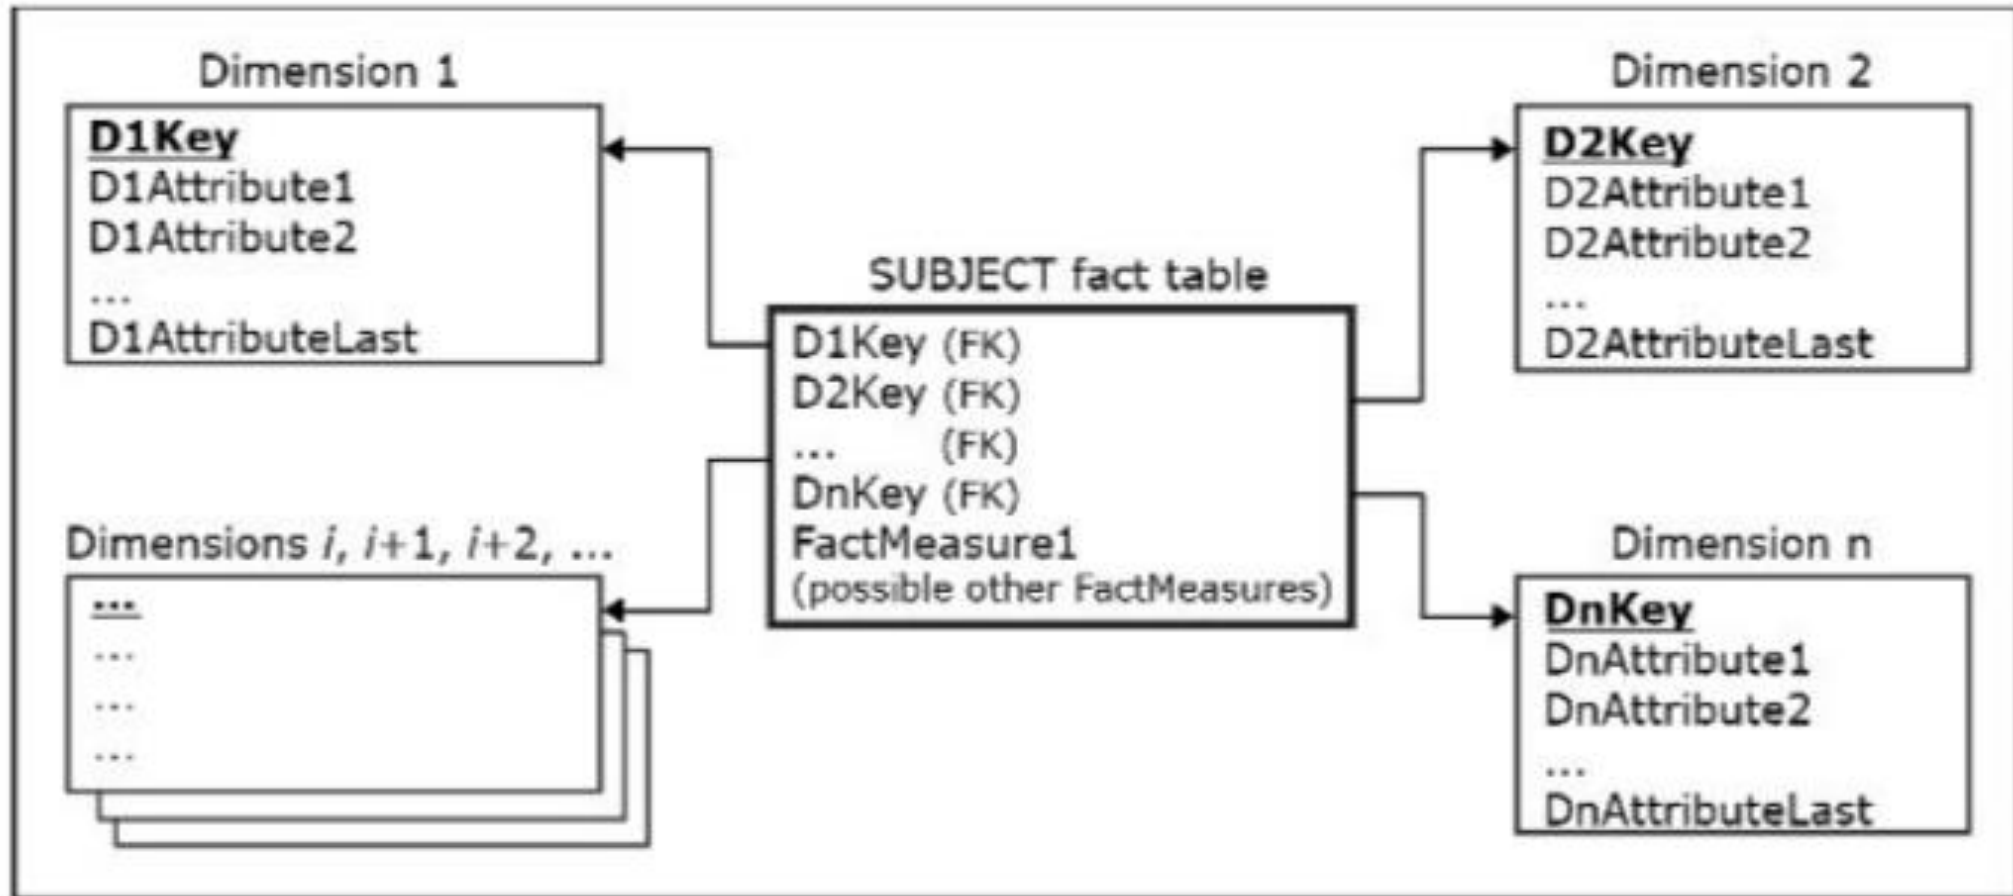 Dimension 1
D1Key
D1Attribute1
D1Attribute2
...
D1AttributeLast
Dimension 2
D2Key
D2Attribute1
D2Attribute2
...
D2AttributeLast
SUBJECT fact table
D1Key (FK)
D2Key (FK)
... (FK)
DnKey (FK)
FactMeasure1
(possible other FactMeasures)
Dimensions i, i+1, i+2, ...
...
...
...
...
Dimension n
DnKey
DnAttribute1
DnAttribute2
...
DnAttributeLast